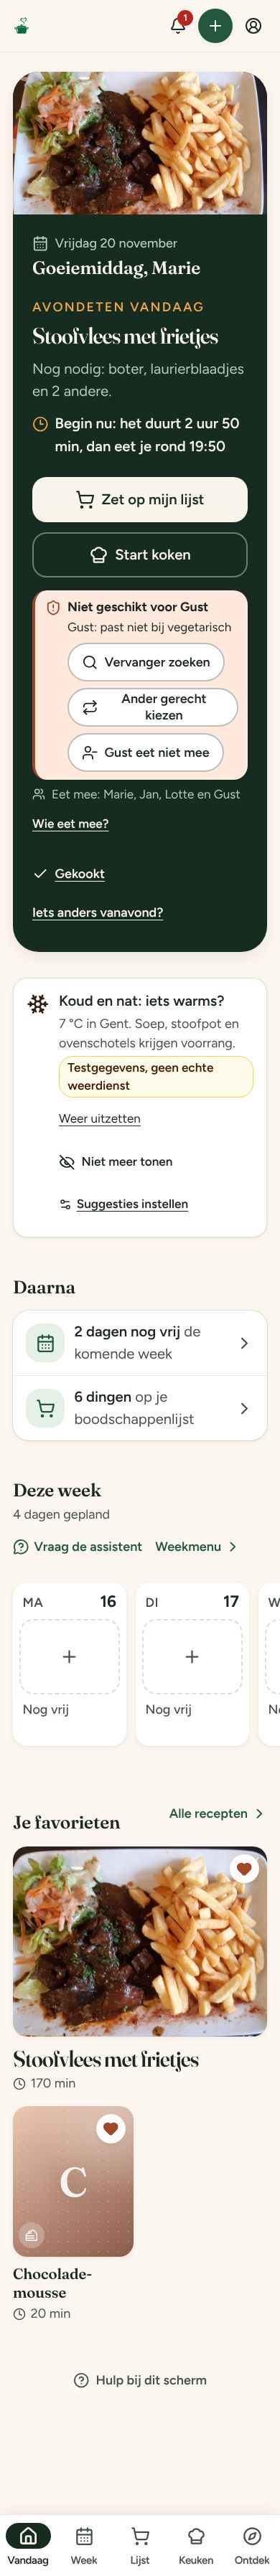 1
Vrijdag 20 november
Goeiemiddag, Marie
AVONDETEN VANDAAG
Stoofvlees met frietjes
Nog nodig: boter, laurierblaadjes
en 2 andere.
Begin nu: het duurt 2 uur 50
min, dan eet je rond 19:50
Zet op mijn lijst
Start koken
Niet geschikt voor Gust
Gust: past niet bij vegetarisch
Vervanger zoeken
Ander gerecht
kiezen
Gust eet niet mee
Eet mee: Marie, Jan, Lotte en Gust
Wie eet mee?
Gekookt
Iets anders vanavond?
Koud en nat: iets warms?
7 °C in Gent. Soep, stoofpot en
ovenschotels krijgen voorrang.
Testgegevens, geen echte
weerdienst
Weer uitzetten
Niet meer tonen
Suggesties instellen
Daarna
2 dagen nog vrij de
komende week
6 dingen op je
boodschappenlijst
Deze week
4 dagen gepland
Vraag de assistent Weekmenu
MA 16 DI 17 W
Nog vrij Nog vrij No
Je favorieten Alle recepten
Stoofvlees met frietjes
170 min
C
Chocolade-
mousse
20 min
Hulp bij dit scherm
Vandaag Week Lijst Keuken Ontdek